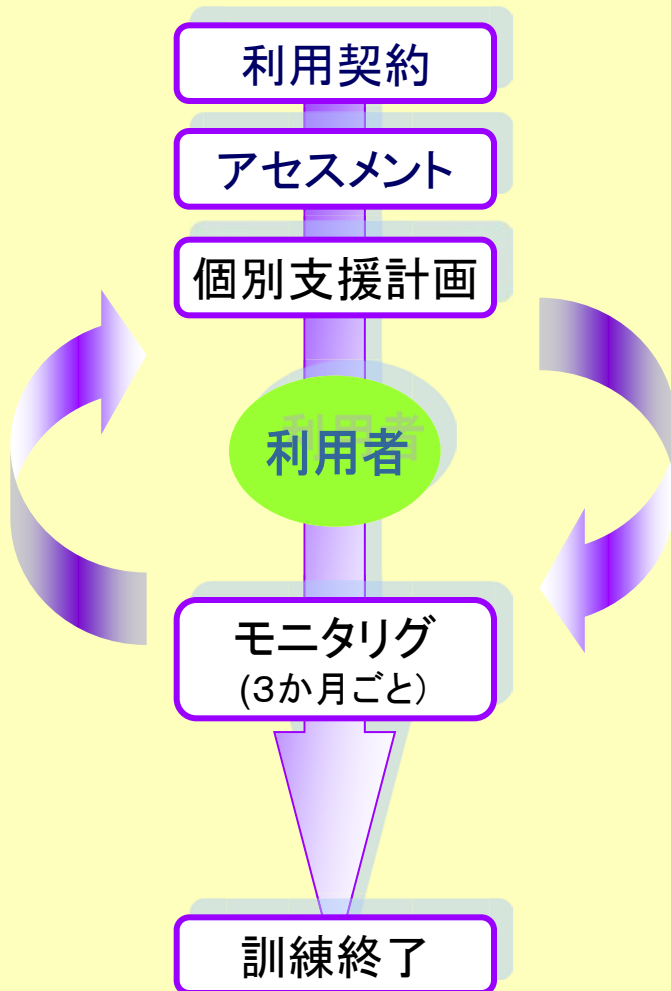 利用契約
アセスメント
個別支援計画
利用者
モニタリグ
(3か月ごと)
訓練終了